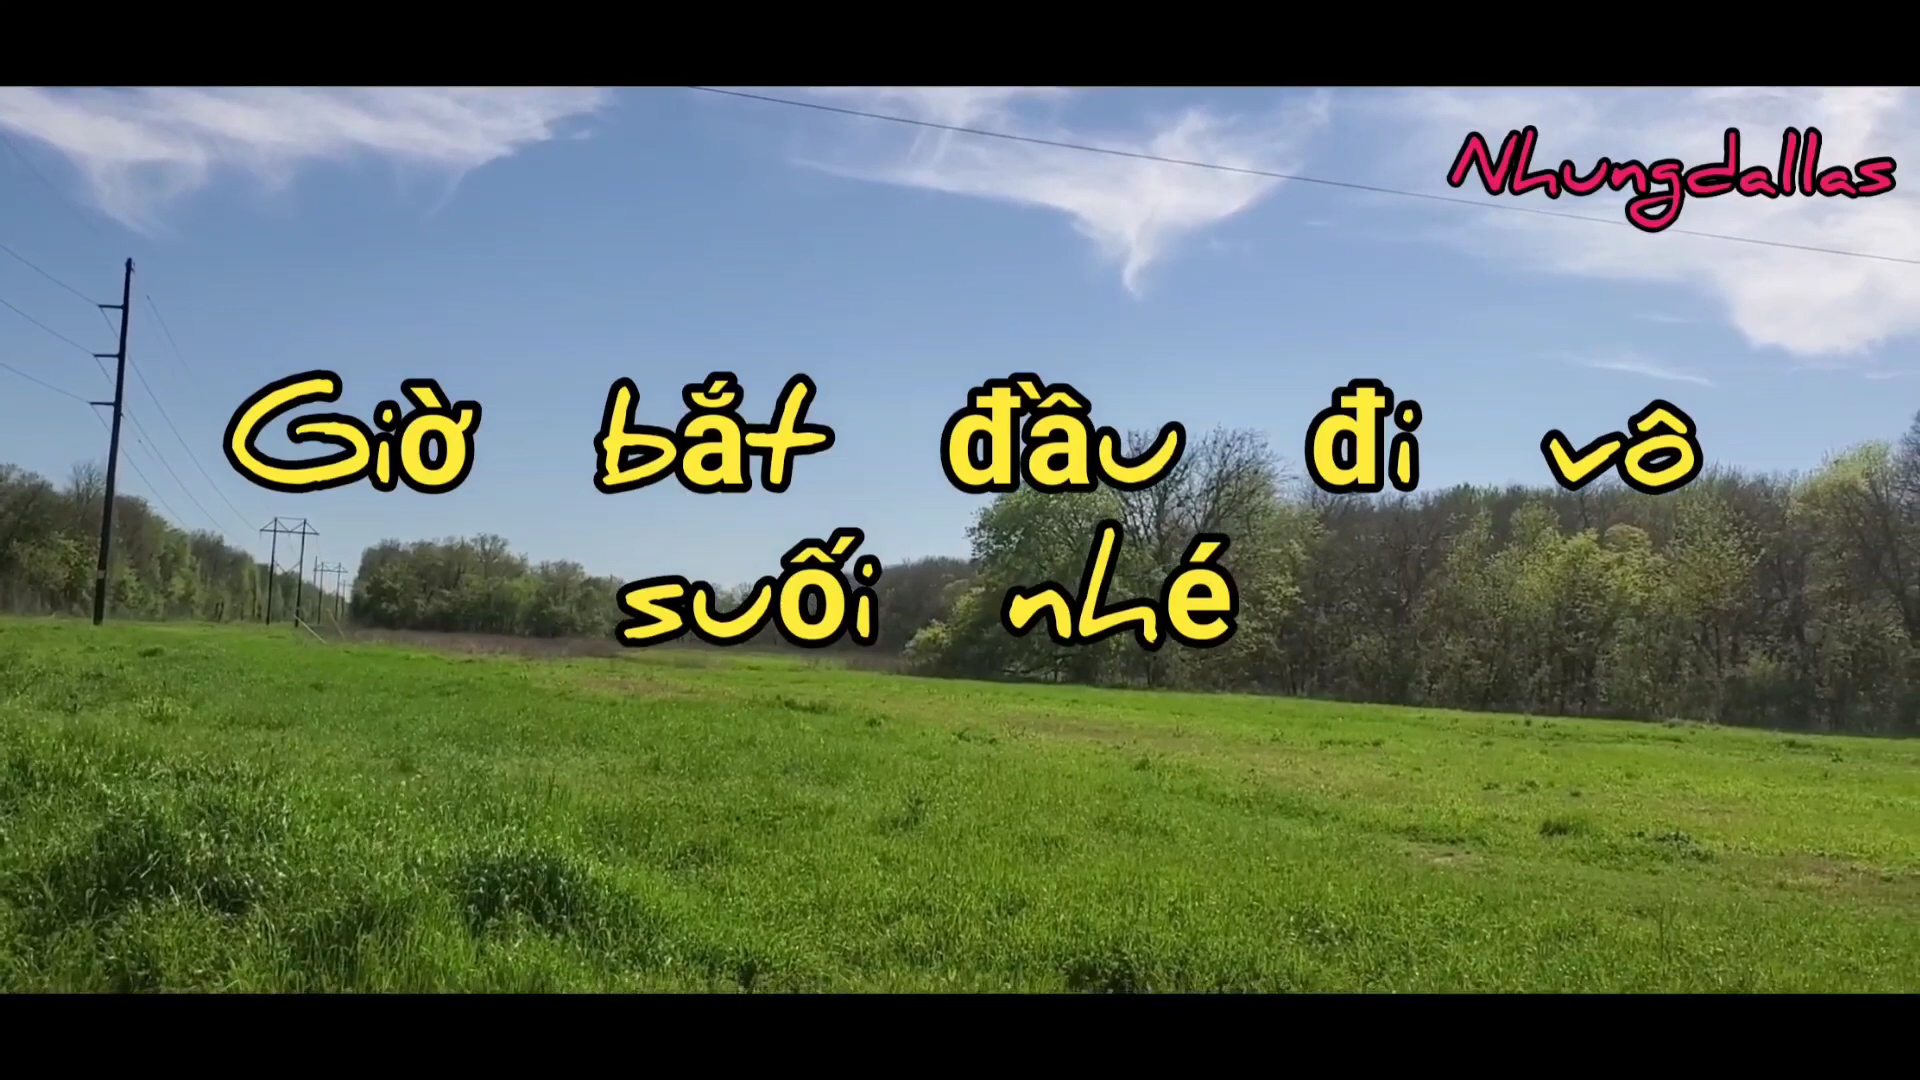 Nhungdallas
Giờ bắt đầu đi vô
suối nhé